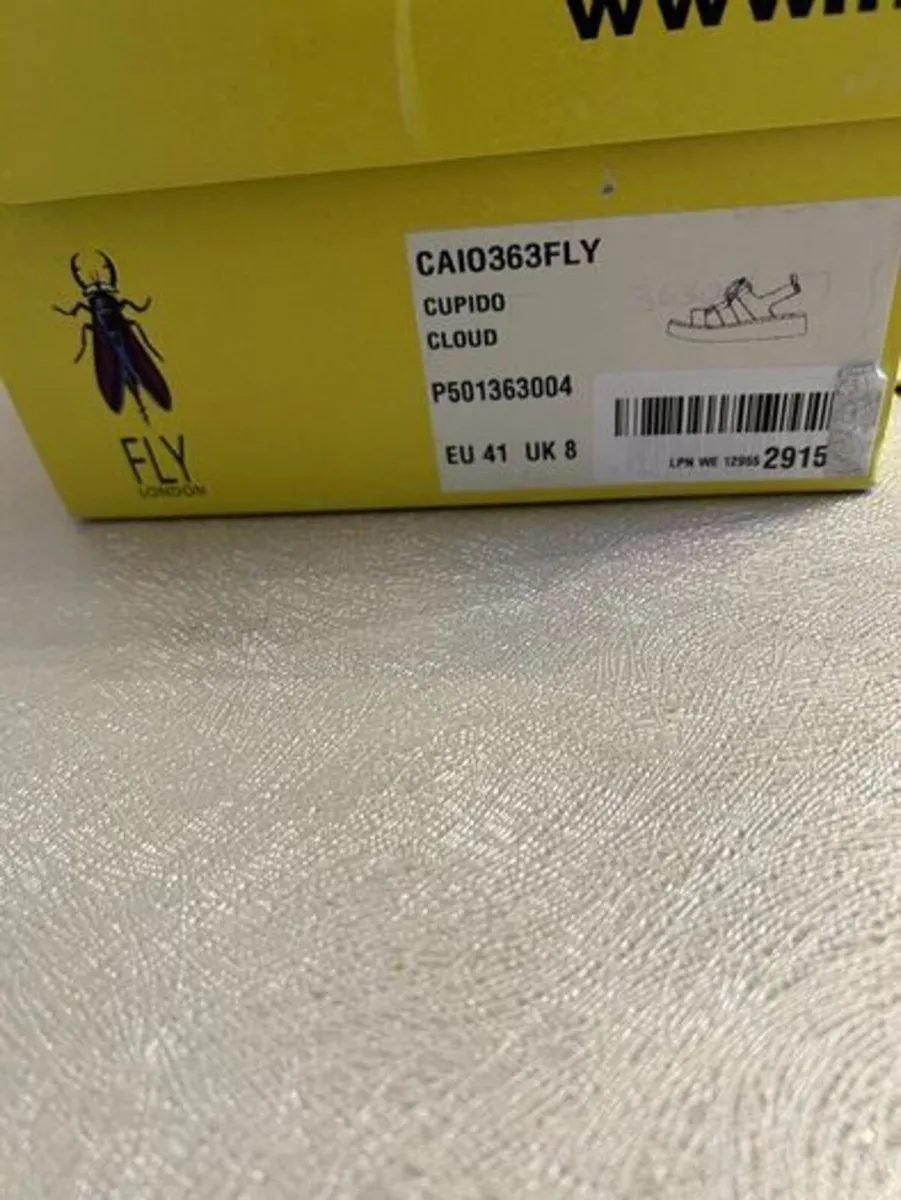 CAIO363FLY
CUPIDO
CLOUD
P501363004
EU 41 UK 8
LPN WE 12955 2915
FLY
LONDON